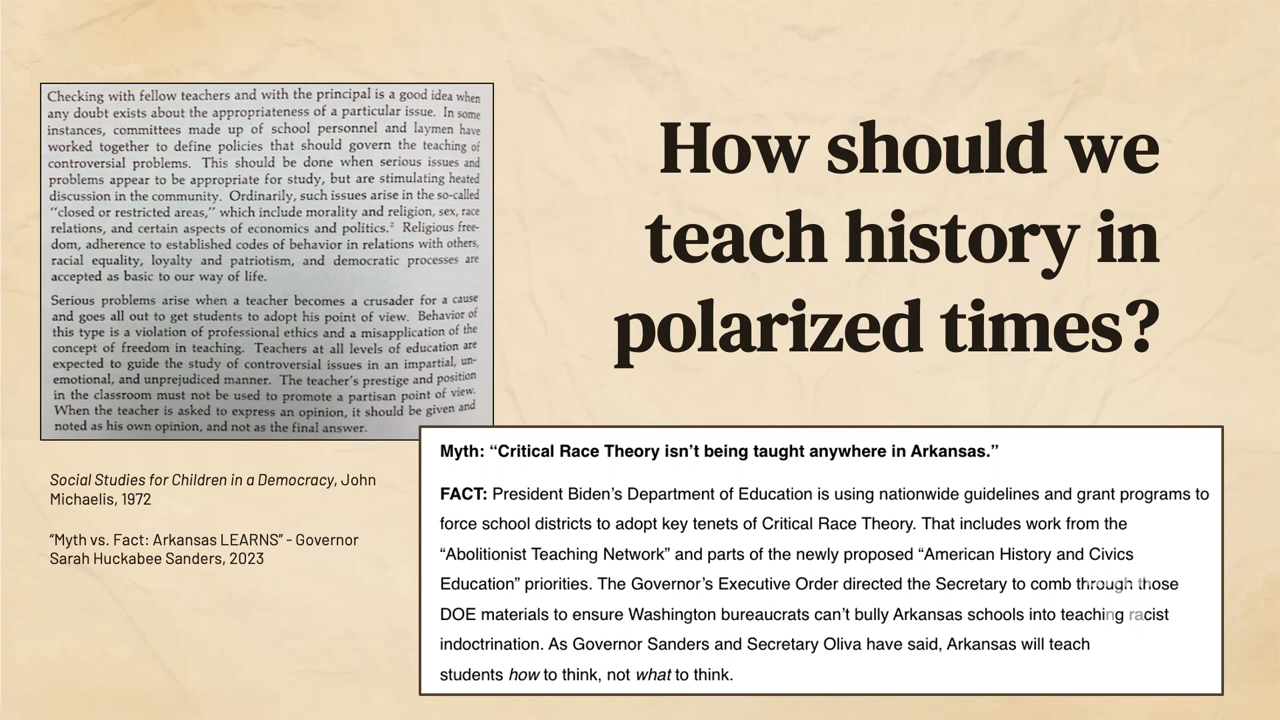 How should we
teach history in
polarized times?
Checking with fellow teachers and with the principal is a good idea when
any doubt exists about the appropriateness of a particular issue. In some
instances, committees made up of school personnel and laymen have
worked together to define policies that should govern the teaching of
controversial problems. This should be done when serious issues and
problems appear to be appropriate for study, but are stimulating heated
discussion in the community. Ordinarily, such issues arise in the so-called
“closed or restricted areas,” which include morality and religion, sex, race
relations, and certain aspects of economics and politics.² Religious free-
dom, adherence to established codes of behavior in relations with others,
racial equality, loyalty and patriotism, and democratic processes are
accepted as basic to our way of life.
Serious problems arise when a teacher becomes a crusader for a cause
and goes all out to get students to adopt his point of view. Behavior of
this type is a violation of professional ethics and a misapplication of the
concept of freedom in teaching. Teachers at all levels of education are
expected to guide the study of controversial issues in an impartial, un-
emotional, and unprejudiced manner. The teacher’s prestige and position
in the classroom must not be used to promote a partisan point of view.
When the teacher is asked to express an opinion, it should be given and
noted as his own opinion, and not as the final answer.
Social Studies for Children in a Democracy, John
Michaelis, 1972
“Myth vs. Fact: Arkansas LEARNS” - Governor
Sarah Huckabee Sanders, 2023
Myth: “Critical Race Theory isn’t being taught anywhere in Arkansas.”
FACT: President Biden’s Department of Education is using nationwide guidelines and grant programs to
force school districts to adopt key tenets of Critical Race Theory. That includes work from the
“Abolitionist Teaching Network” and parts of the newly proposed “American History and Civics
Education” priorities. The Governor’s Executive Order directed the Secretary to comb through those
DOE materials to ensure Washington bureaucrats can’t bully Arkansas schools into teaching racist
indoctrination. As Governor Sanders and Secretary Oliva have said, Arkansas will teach
students how to think, not what to think.